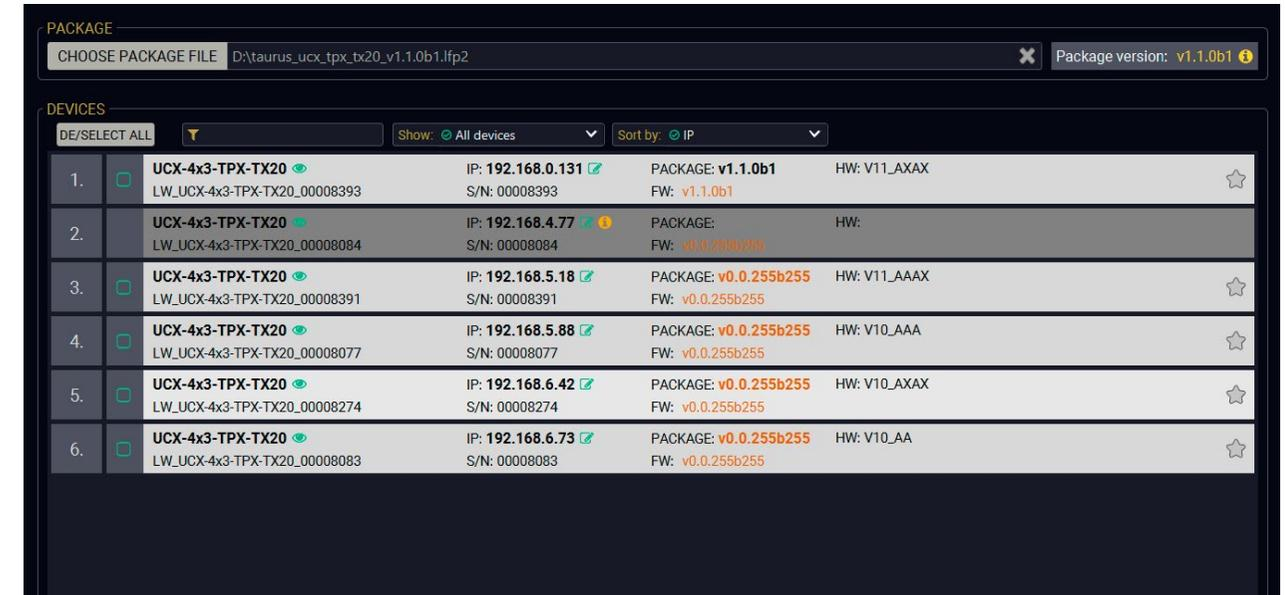 PACKAGE
CHOOSE PACKAGE FILE D:\taurus_ucx_tpx_tx20_v1.1.0b1.lfp2 Package version: v1.1.0b1
DEVICES
DE/SELECT ALL Show: All devices Sort by: IP
1. UCX-4x3-TPX-TX20 IP: 192.168.0.131 PACKAGE: v1.1.0b1 HW: V11_AXAX
LW_UCX-4x3-TPX-TX20_00008393 S/N: 00008393 FW: v1.1.0b1
2. UCX-4x3-TPX-TX20 IP: 192.168.4.77 PACKAGE: HW:
LW_UCX-4x3-TPX-TX20_00008084 S/N: 00008084 FW: v0.0.255b255
3. UCX-4x3-TPX-TX20 IP: 192.168.5.18 PACKAGE: v0.0.255b255 HW: V11_AAAX
LW_UCX-4x3-TPX-TX20_00008391 S/N: 00008391 FW: v0.0.255b255
4. UCX-4x3-TPX-TX20 IP: 192.168.5.88 PACKAGE: v0.0.255b255 HW: V10_AAA
LW_UCX-4x3-TPX-TX20_00008077 S/N: 00008077 FW: v0.0.255b255
5. UCX-4x3-TPX-TX20 IP: 192.168.6.42 PACKAGE: v0.0.255b255 HW: V10_AXAX
LW_UCX-4x3-TPX-TX20_00008274 S/N: 00008274 FW: v0.0.255b255
6. UCX-4x3-TPX-TX20 IP: 192.168.6.73 PACKAGE: v0.0.255b255 HW: V10_AA
LW_UCX-4x3-TPX-TX20_00008083 S/N: 00008083 FW: v0.0.255b255